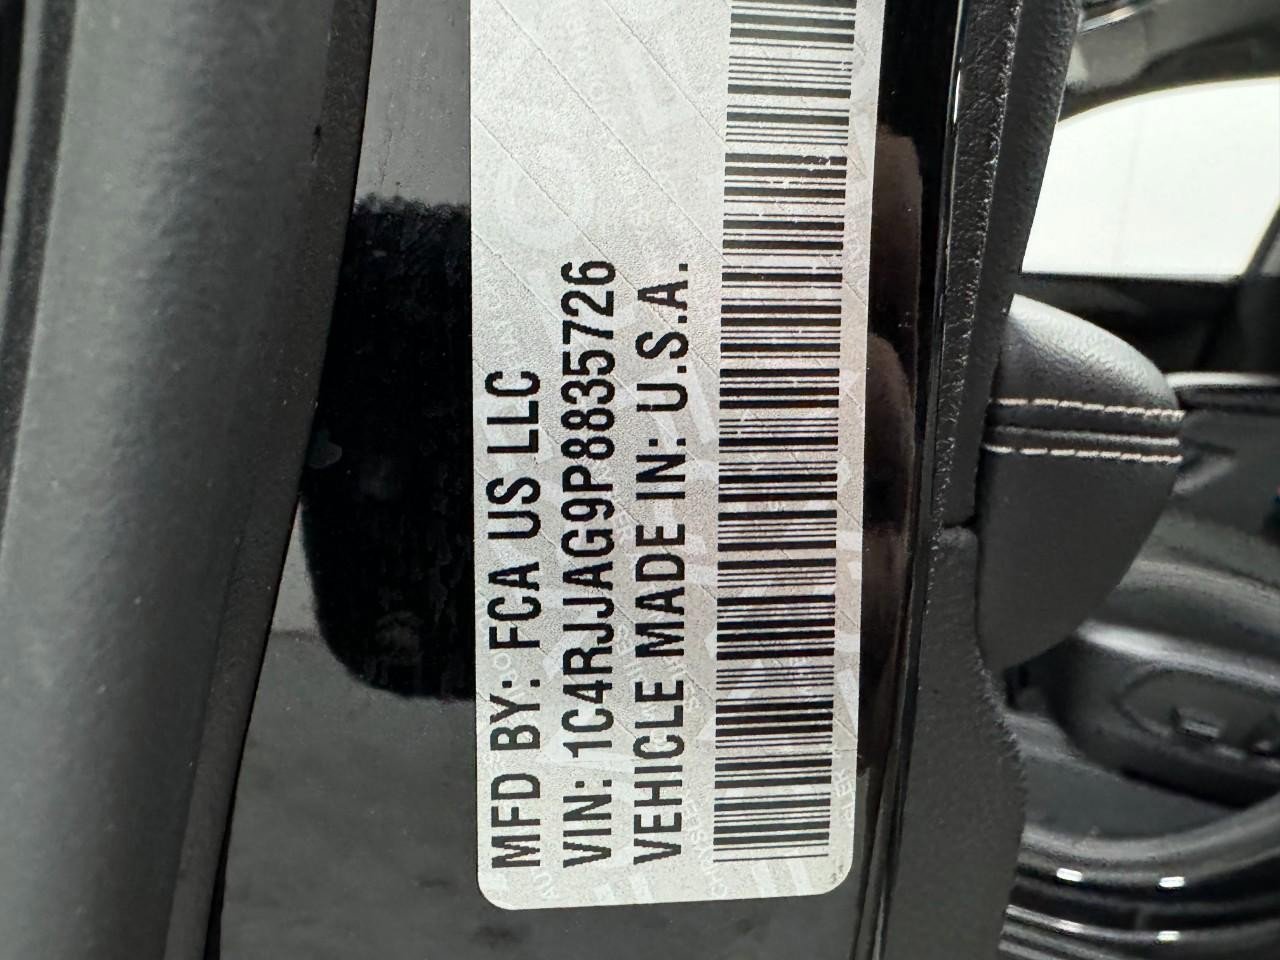 MFD BY: FCA US LLC
VIN: 1C4RJJAG9P8835726
VEHICLE MADE IN: U.S.A.